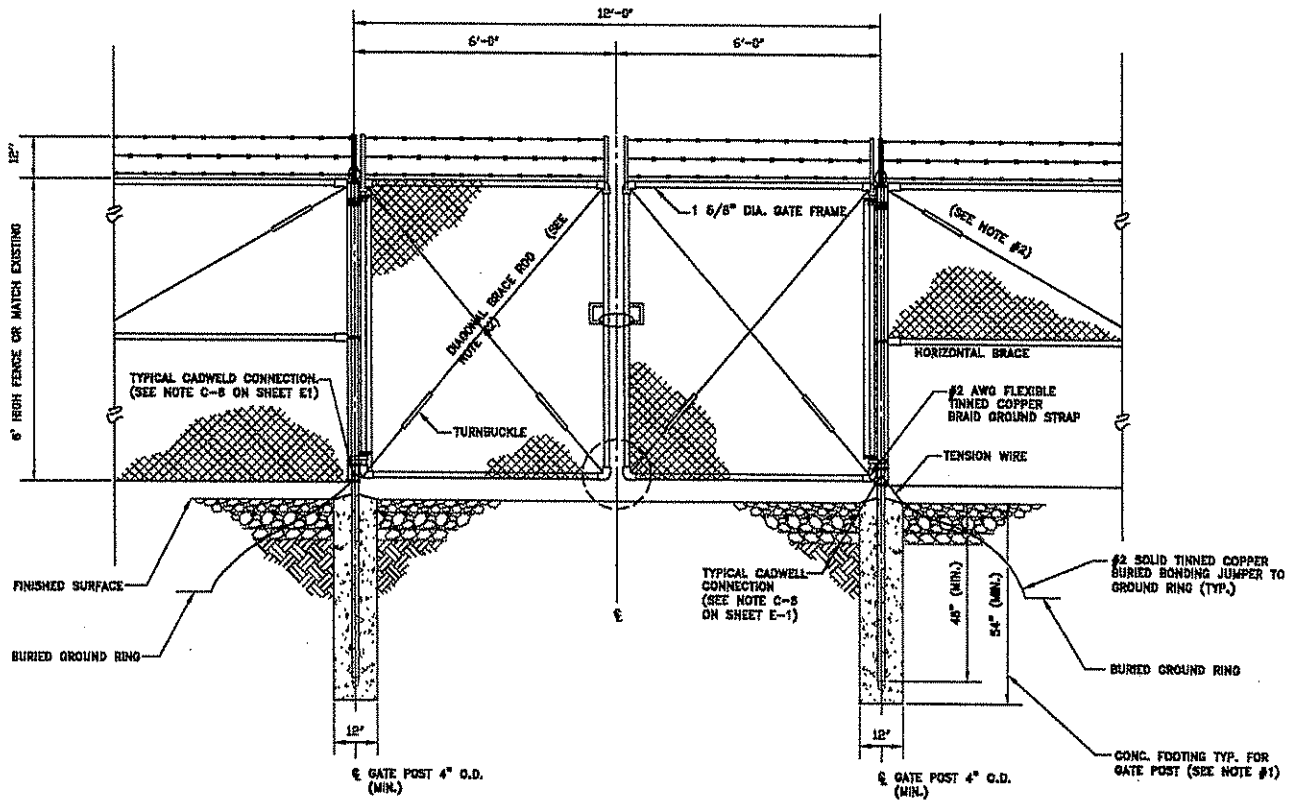 12'-0"
6'-0"
6'-0"
12"
6' HIGH FENCE OR MATCH EXISTING
1 5/8" DIA. GATE FRAME
DIAGONAL BRACE ROD (SEE
NOTE #2)
(SEE NOTE #2)
HORIZONTAL BRACE
TYPICAL CADWELD CONNECTION
(SEE NOTE C-8 ON SHEET E1)
TURNBUCKLE
#2 AWG FLEXIBLE
TINNED COPPER
BRAID GROUND STRAP
TENSION WIRE
FINISHED SURFACE
BURIED GROUND RING
TYPICAL CADWELL
CONNECTION
(SEE NOTE C-8
ON SHEET E-1)
48" (MIN.)
54" (MIN.)
#2 SOLID TINNED COPPER
BURIED BONDING JUMPER TO
GROUND RING (TYP.)
BURIED GROUND RING
12'
12'
℄ GATE POST 4" O.D.
(MIN.)
℄
℄ GATE POST 4" O.D.
(MIN.)
CONC. FOOTING TYP. FOR
GATE POST (SEE NOTE #1)